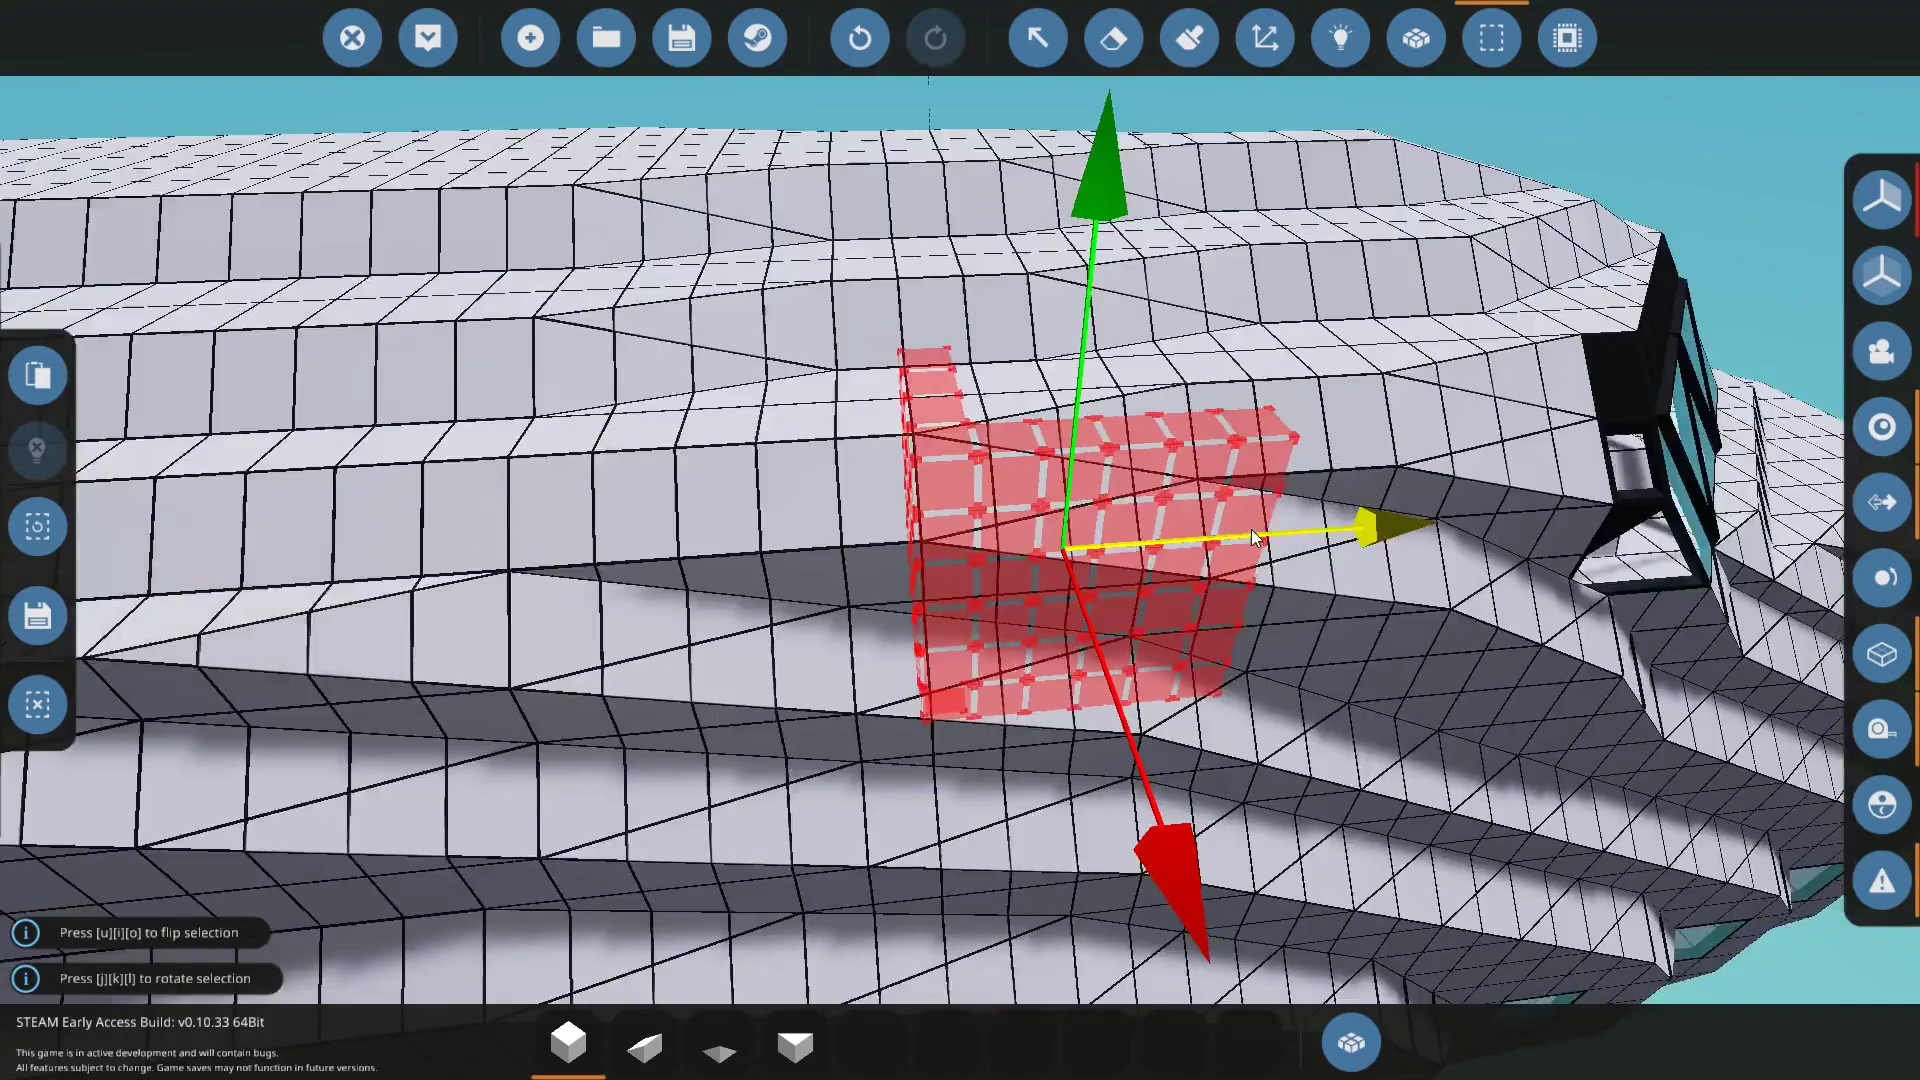 Press [u][i][o] to flip selection
Press [j][k][l] to rotate selection
STEAM Early Access Build: v0.10.33 64Bit
This game is in active development and will contain bugs.
All features subject to change. Game saves may not function in future versions.